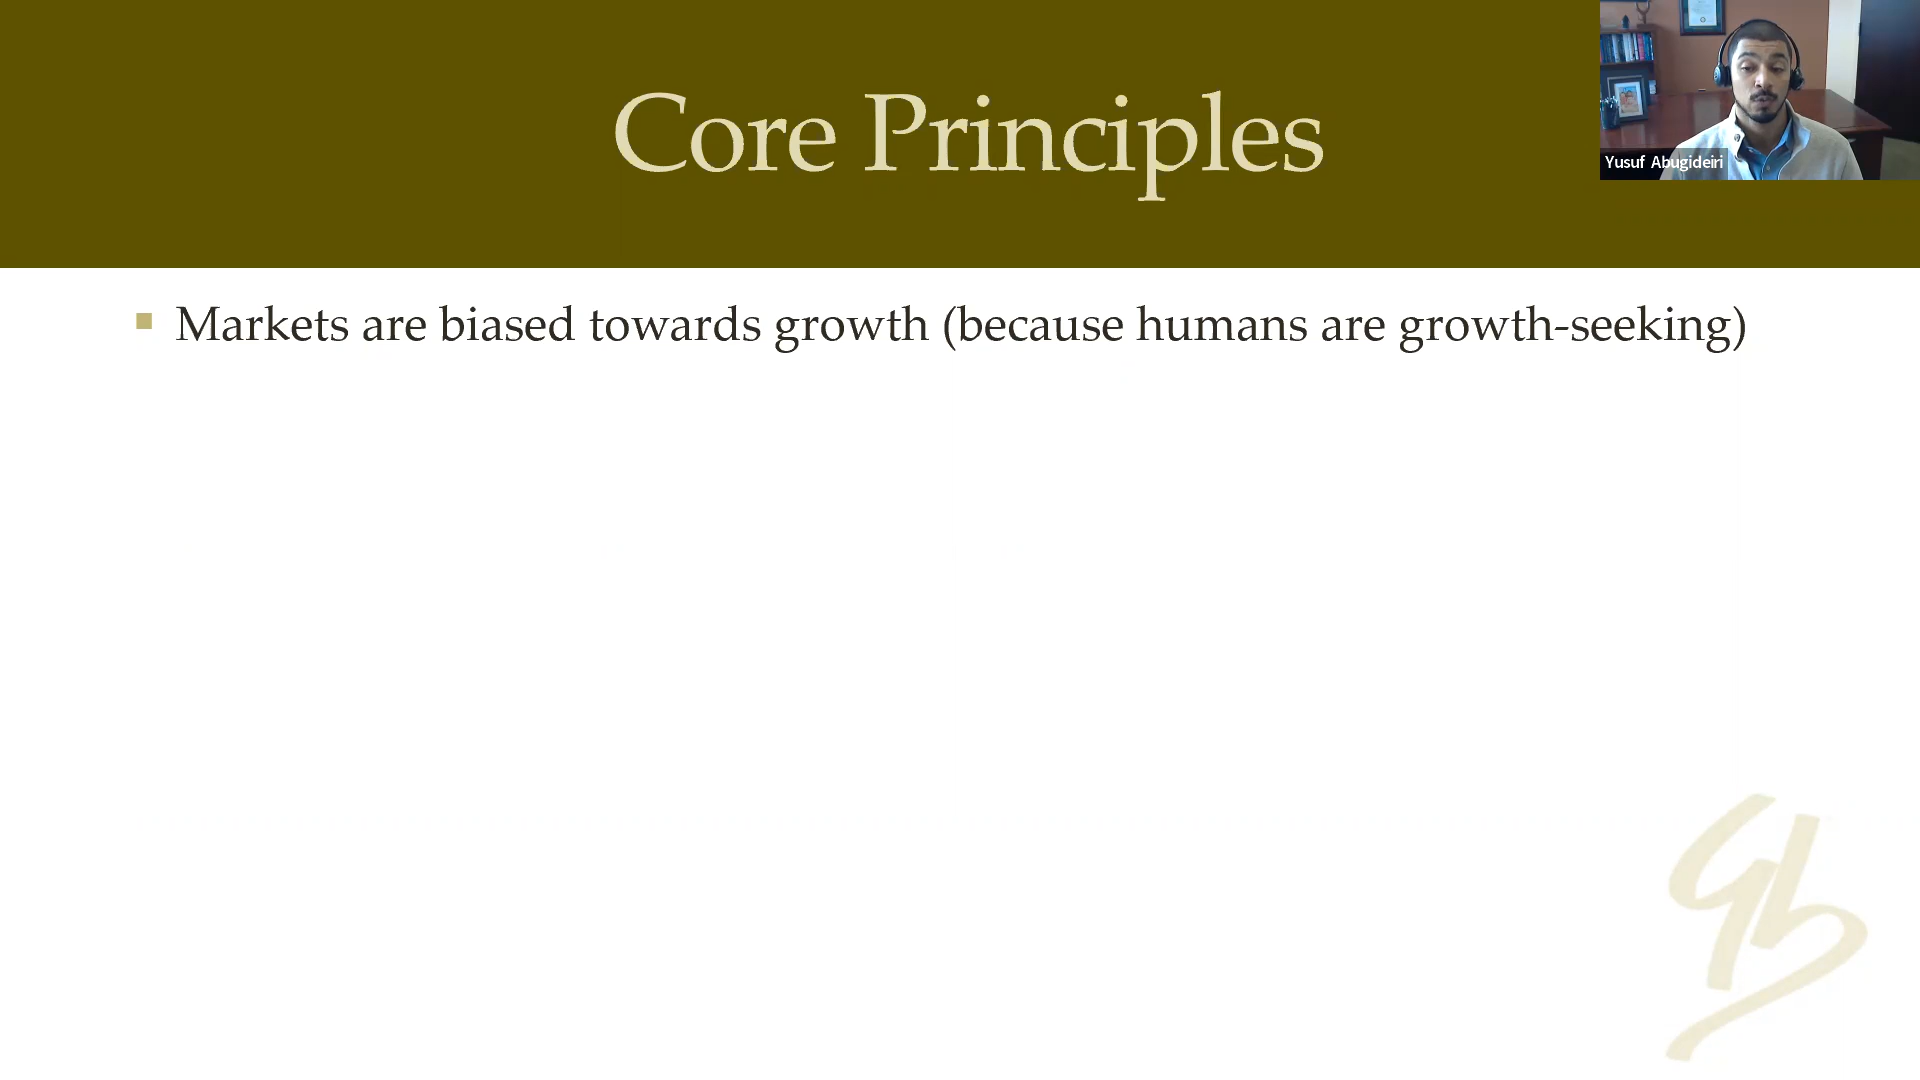 Core Principles
Yusuf Abugideiri
Markets are biased towards growth (because humans are growth-seeking)